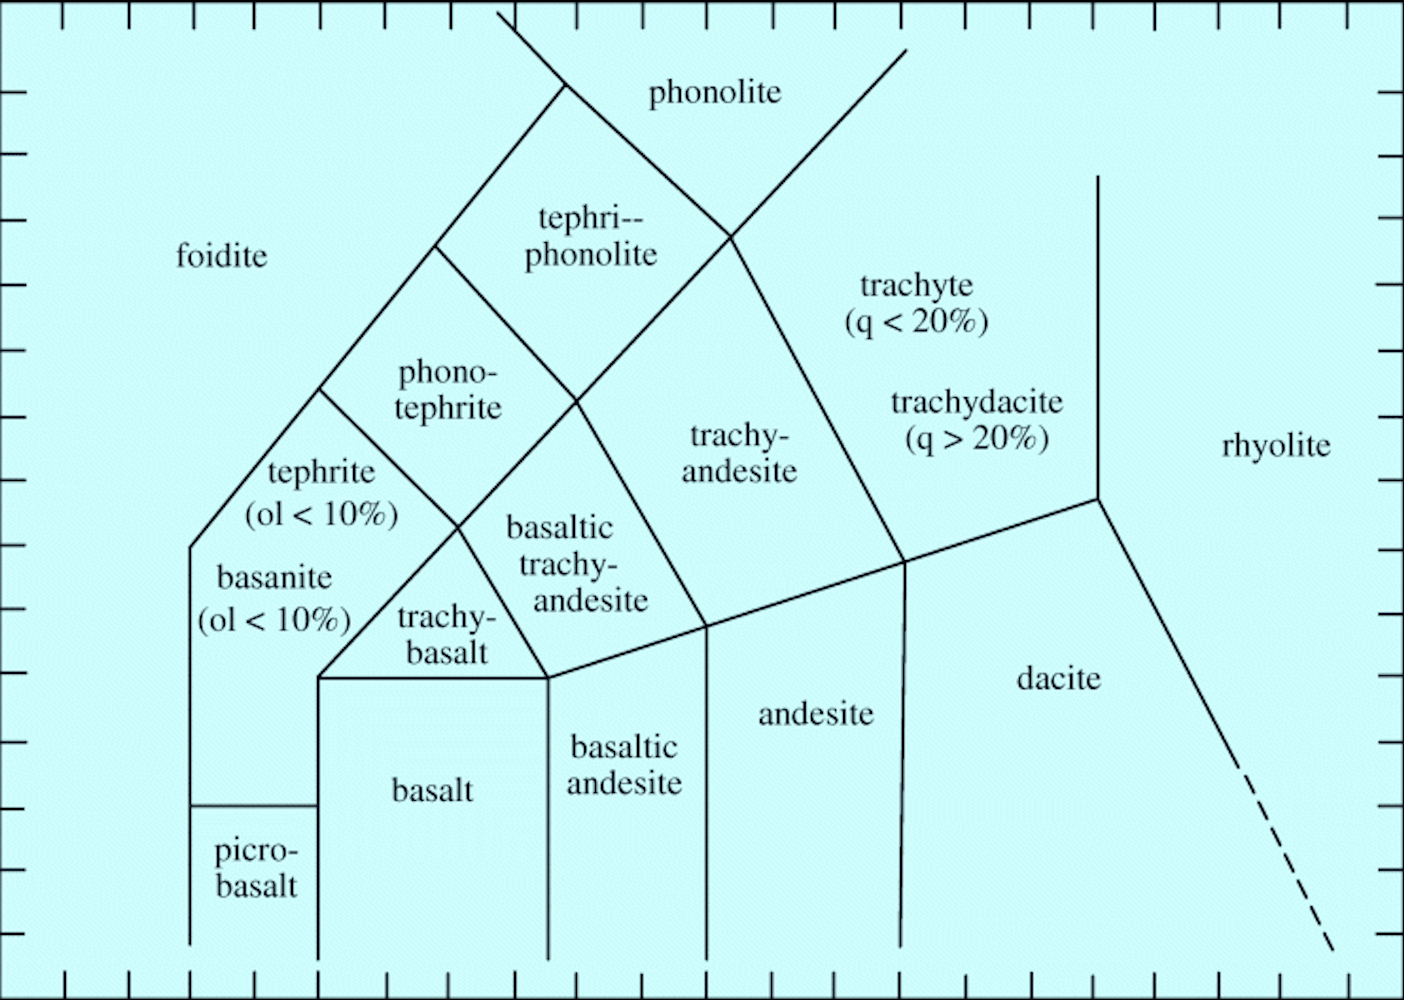 phonolite
tephri--
phonolite
foidite
trachyte
(q < 20%)
phono-
tephrite
trachydacite
(q > 20%)
trachy-
andesite
rhyolite
tephrite
(ol < 10%)
basaltic
trachy-
andesite
basanite
(ol < 10%)
trachy-
basalt
dacite
andesite
basaltic
andesite
basalt
picro-
basalt